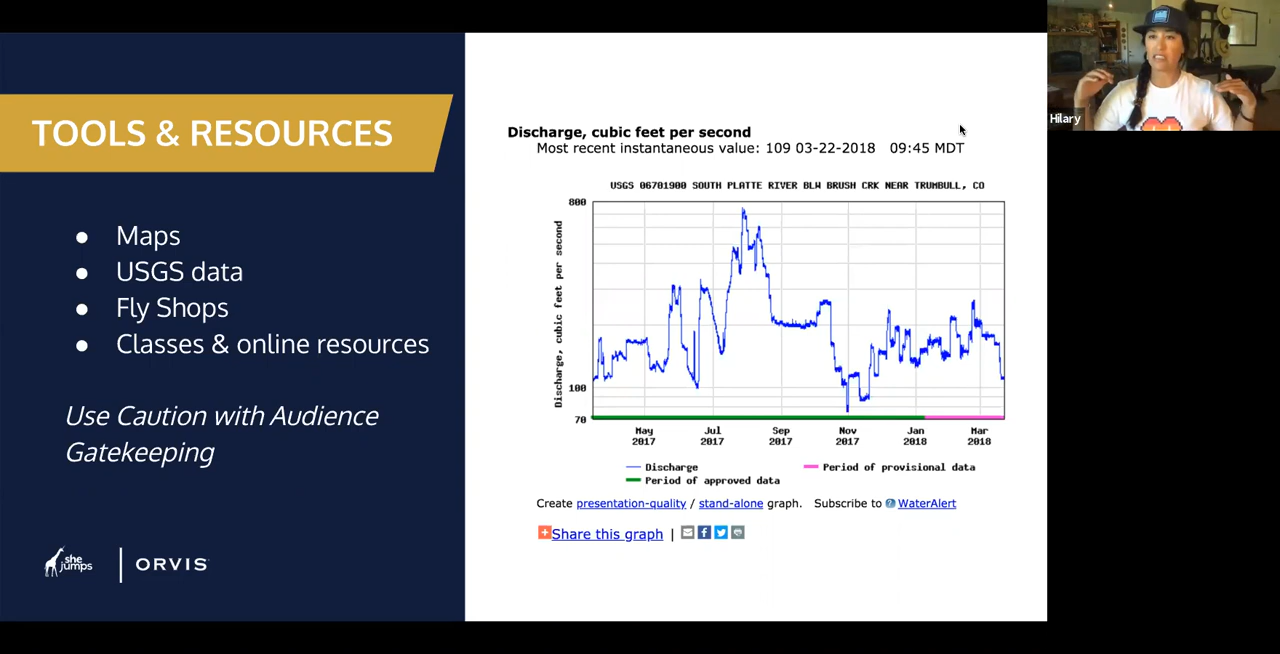 TOOLS & RESOURCES
● Maps
● USGS data
● Fly Shops
● Classes & online resources
Use Caution with Audience
Gatekeeping
she
jumps
ORVIS
Discharge, cubic feet per second
Most recent instantaneous value: 109 03-22-2018 09:45 MDT
USGS 06701900 SOUTH PLATTE RIVER BLW BRUSH CRK NEAR TRUMBULL, CO
Discharge, cubic feet per second
800
100
70
May Jul Sep Nov Jan Mar
2017 2017 2017 2017 2018 2018
Discharge
Period of provisional data
Period of approved data
Create presentation-quality / stand-alone graph. Subscribe to WaterAlert
Share this graph |
Hilary